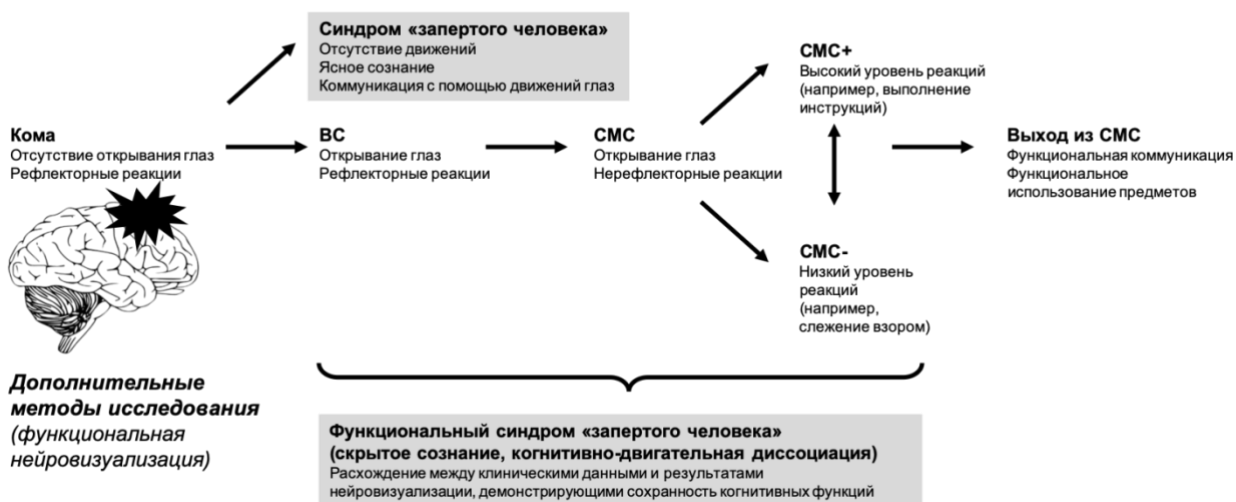 Синдром «запертого человека»
Отсутствие движений
Ясное сознание
Коммуникация с помощью движений глаз
Кома
Отсутствие открывания глаз
Рефлекторные реакции
ВС
Открывание глаз
Рефлекторные реакции
СМС
Открывание глаз
Нерефлекторные реакции
СМС+
Высокий уровень реакций
(например, выполнение
инструкций)
СМС-
Низкий уровень
реакций
(например,
слежение взором)
Выход из СМС
Функциональная коммуникация
Функциональное
использование предметов
Дополнительные
методы исследования
(функциональная
нейровизуализация)
Функциональный синдром «запертого человека»
(скрытое сознание, когнитивно-двигательная диссоциация)
Расхождение между клиническими данными и результатами
нейровизуализации, демонстрирующими сохранность когнитивных функций